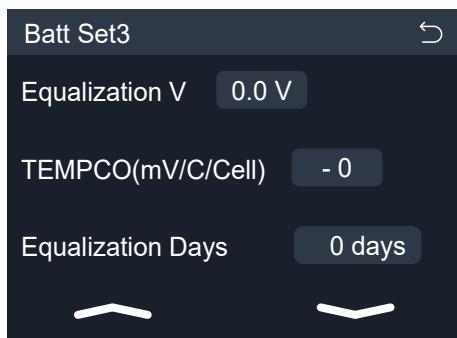 Batt Set3
Equalization V 0.0 V
TEMPCO(mV/C/Cell) - 0
Equalization Days 0 days